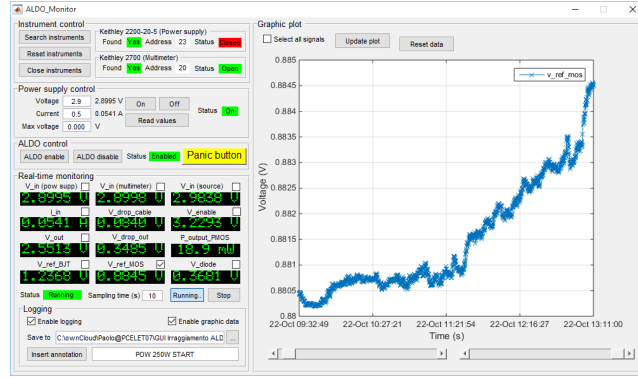 ALDO_Monitor
Instrument control
Search instruments
Keithley 2200-20-5 (Power supply)
Found Yes Address 23 Status Closed
Reset instruments
Keithley 2700 (Multimeter)
Close instruments
Found Yes Address 20 Status Open
Power supply control
Voltage 2.9 2.8995 V On Off
Current 0.5 0.0541 A Read values Status On
Max voltage 0.000 V
ALDO control
ALDO enable ALDO disable Status Enabled Panic button
Real-time monitoring
V_in (pow supp) V_in (multimeter) V_in (source)
2.8995 V 2.8998 V 2.9838 V
I_in V_drop_cable V_enable
0.0541 A 0.0840 V 3.2293 V
V_out V_drop_out P_output_PMOS
2.5513 V 0.3485 V 18.9 mW
V_ref_BJT V_ref_MOS V_diode
1.2368 V 0.8845 V 0.3681 V
Status Running Sampling time (s) 10 Running.. Stop
Logging
Enable logging Enable graphic data
Save to C:\ownCloud\Paolo@PCELET07\GUI Irraggiamento ALD ...
Insert annotation POW 250W START
Graphic plot
Select all signals Update plot Reset data
0.885
0.8845
0.884
0.8835
0.883
0.8825
0.882
0.8815
0.881
0.8805
0.88
Voltage (V)
v_ref_mos
22-Oct 09:32:49 22-Oct 10:27:21 22-Oct 11:21:54 22-Oct 12:16:27 22-Oct 13:11:00
Time (s)